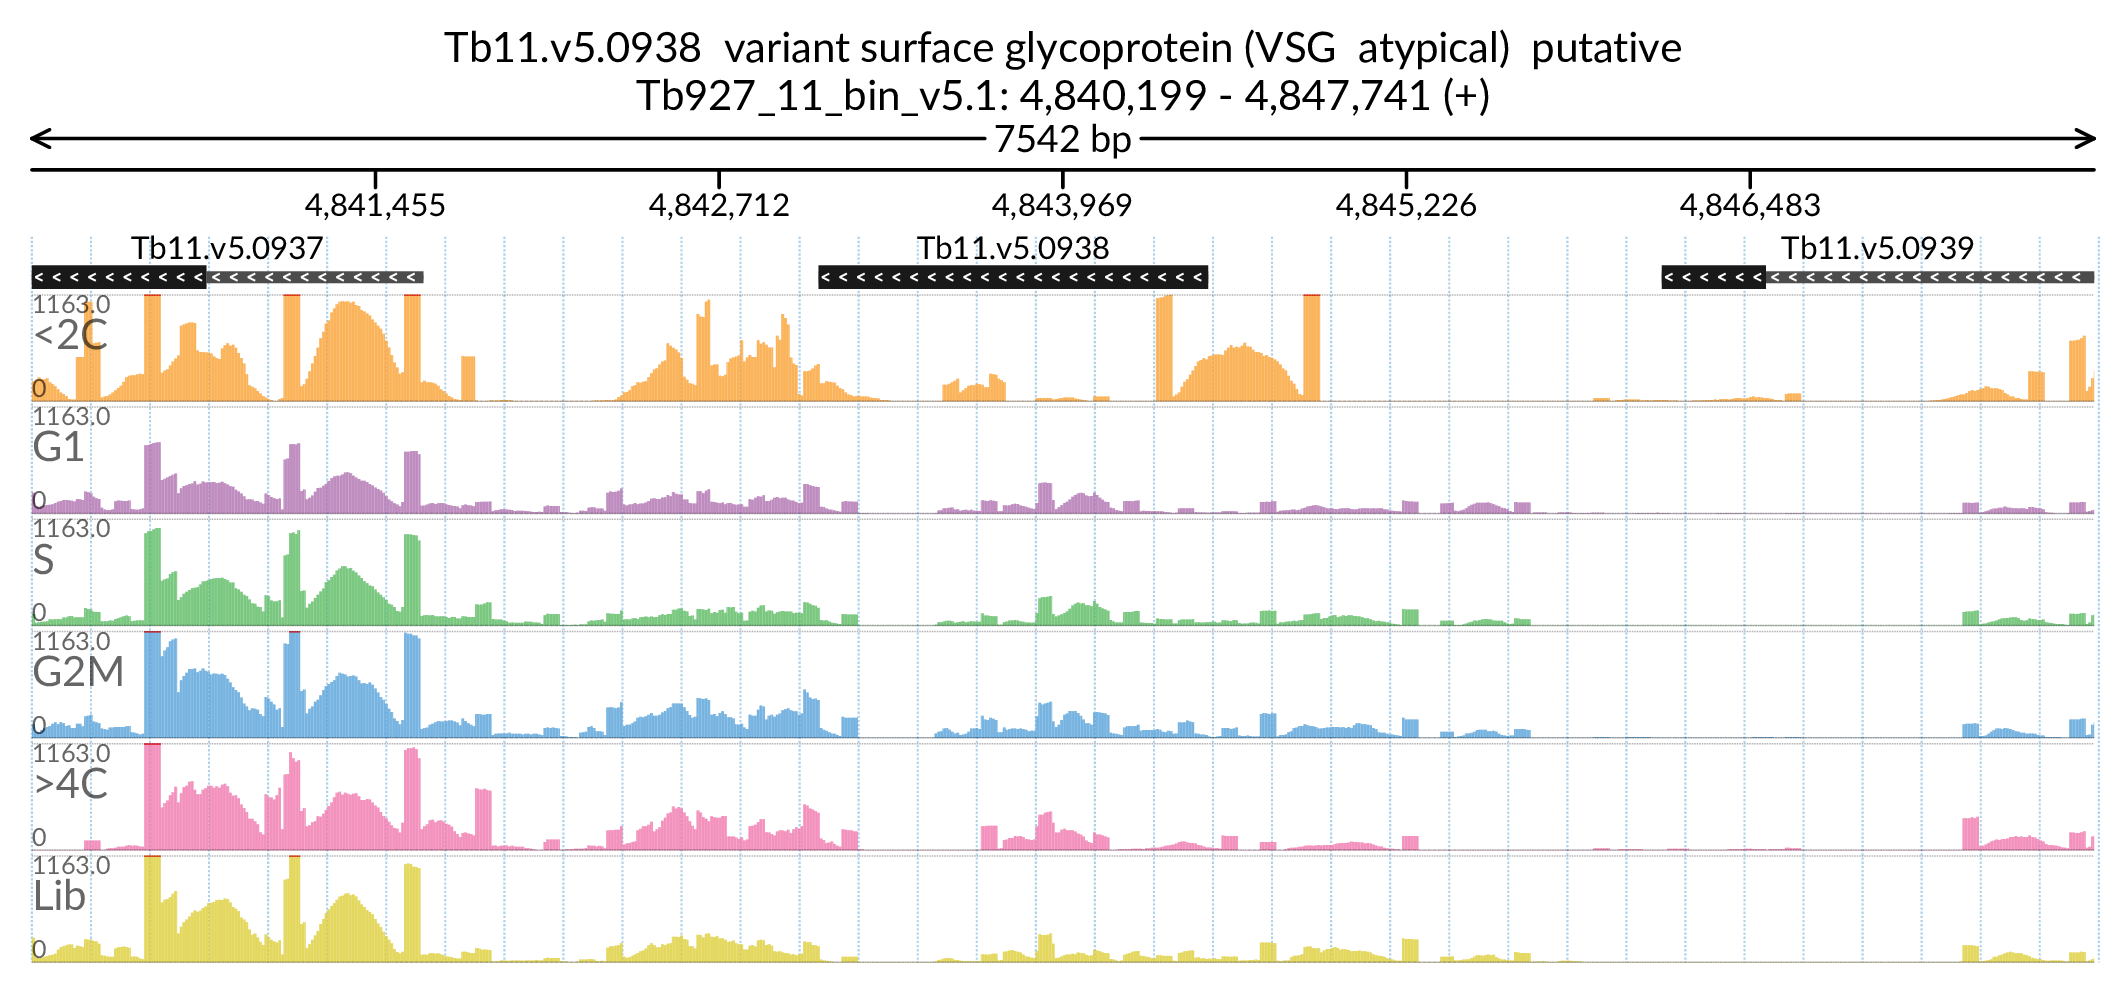 Tb11.v5.0938  variant surface glycoprotein (VSG  atypical)  putative
Tb927_11_bin_v5.1: 4,840,199 - 4,847,741 (+)
7542 bp
4,841,455 4,842,712 4,843,969 4,845,226 4,846,483
Tb11.v5.0937 Tb11.v5.0938 Tb11.v5.0939
1163.0
<2C
0
1163.0
G1
0
1163.0
S
0
1163.0
G2M
0
1163.0
>4C
0
1163.0
Lib
0